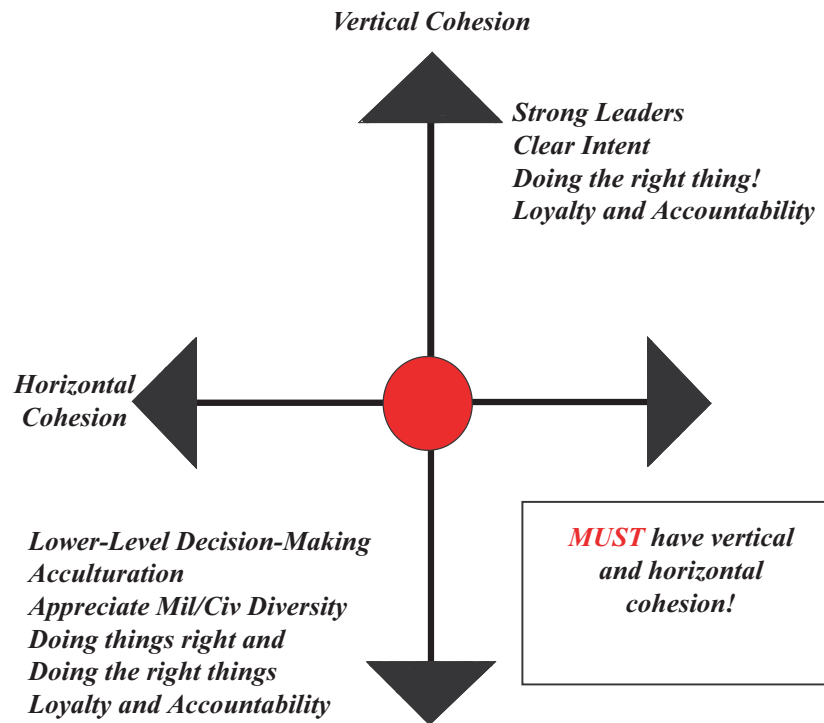 Vertical Cohesion
Strong Leaders
Clear Intent
Doing the right thing!
Loyalty and Accountability
Horizontal
Cohesion
Lower-Level Decision-Making
Acculturation
Appreciate Mil/Civ Diversity
Doing things right and
Doing the right things
Loyalty and Accountability
MUST have vertical
and horizontal
cohesion!